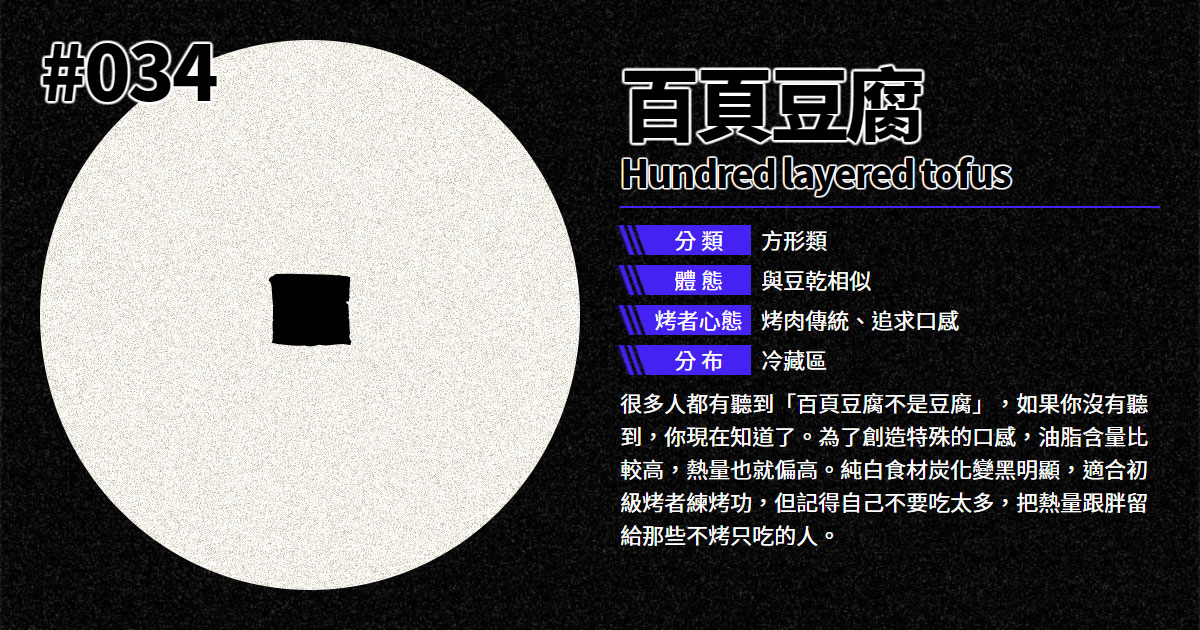 #034
百頁豆腐
Hundred layered tofus
分類 方形類
體態 與豆乾相似
烤者心態 烤肉傳統、追求口感
分布 冷藏區
很多人都有聽到「百頁豆腐不是豆腐」，如果你沒有聽
到，你現在知道了。為了創造特殊的口感，油脂含量比
較高，熱量也就偏高。純白食材炭化變黑明顯，適合初
級烤者練烤功，但記得自己不要吃太多，把熱量跟胖留
給那些不烤只吃的人。